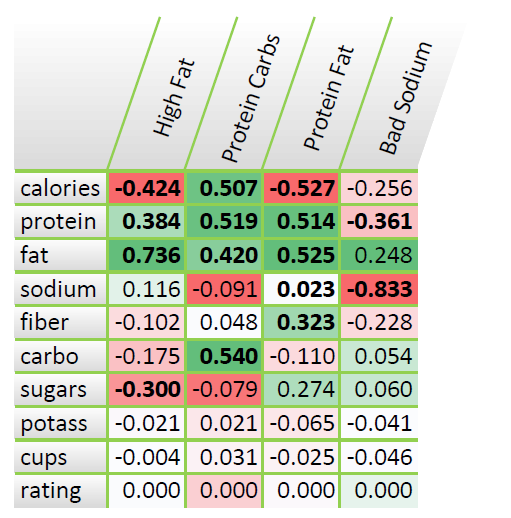 High Fat
Protein Carbs
Protein Fat
Bad Sodium
calories -0.424 0.507 -0.527 -0.256
protein 0.384 0.519 0.514 -0.361
fat 0.736 0.420 0.525 0.248
sodium 0.116 -0.091 0.023 -0.833
fiber -0.102 0.048 0.323 -0.228
carbo -0.175 0.540 -0.110 0.054
sugars -0.300 -0.079 0.274 0.060
potass -0.021 0.021 -0.065 -0.041
cups -0.004 0.031 -0.025 -0.046
rating 0.000 0.000 0.000 0.000